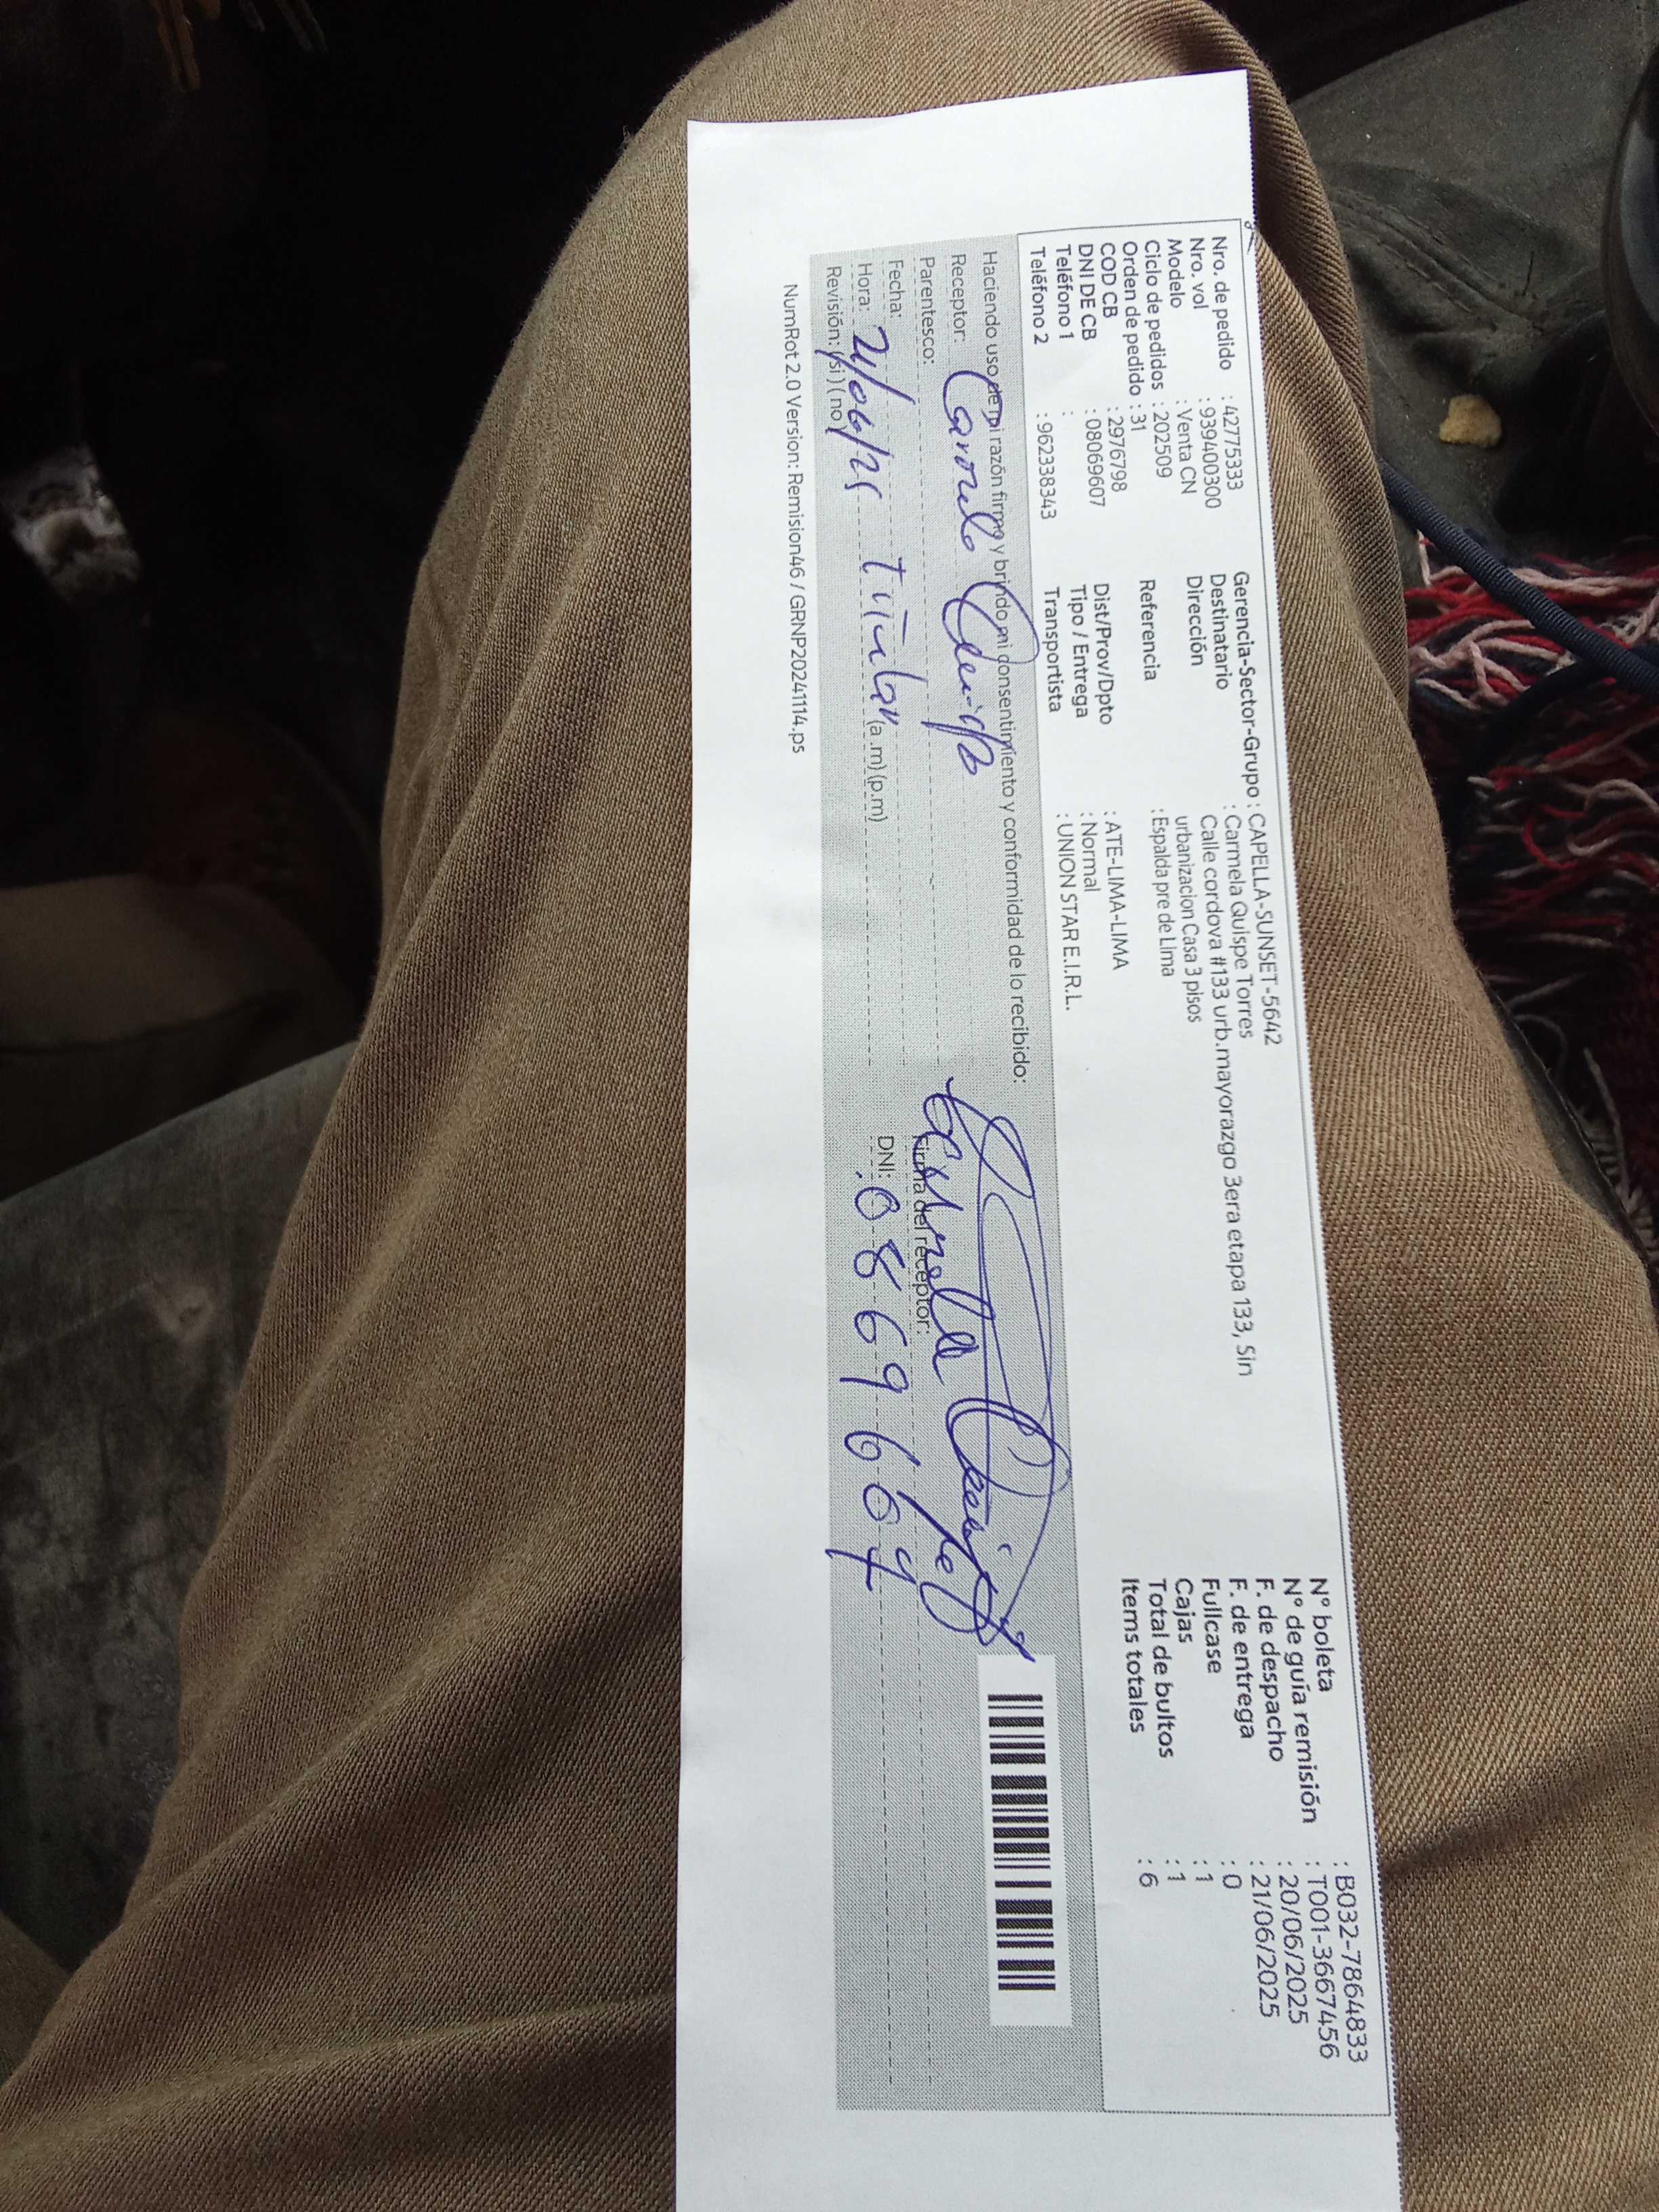 Nro. de pedido : 42775333
Nro. vol : 939400300
Modelo : Venta CN
Ciclo de pedidos : 202509
Orden de pedido : 31
COD CB : 2976798
DNI DE CB : 08069607
Teléfono 1 :
Teléfono 2 : 962338343
Gerencia-Sector-Grupo : CAPELLA-SUNSET-5642
Destinatario : Carmela Quispe Torres
Dirección Calle cordova #133 urb.mayorazgo 3era etapa 133, Sin
urbanizacion Casa 3 pisos
Referencia : Espalda pre de Lima
Dist/Prov/Dpto : ATE-LIMA-LIMA
Tipo / Entrega : Normal
Transportista : UNION STAR E.I.R.L.
N° boleta : B032-7864833
N° de guía remisión : T001-3667456
F. de despacho : 20/06/2025
F. de entrega : 21/06/2025
Fullcase : 0
Cajas : 1
Total de bultos : 1
Items totales : 6
Haciendo uso de mi razón firmo y brindo mi consentimiento y conformidad de lo recibido:
Receptor:
Parentesco:
Fecha:
Hora: 21/06/25 titular (a.m) (p.m)
Revisión: (si) (no)
Carmela Quispe
Firma del receptor:
DNI: 08069607
NumRot 2.0 Version: Remision46 / GRNP20241114.ps